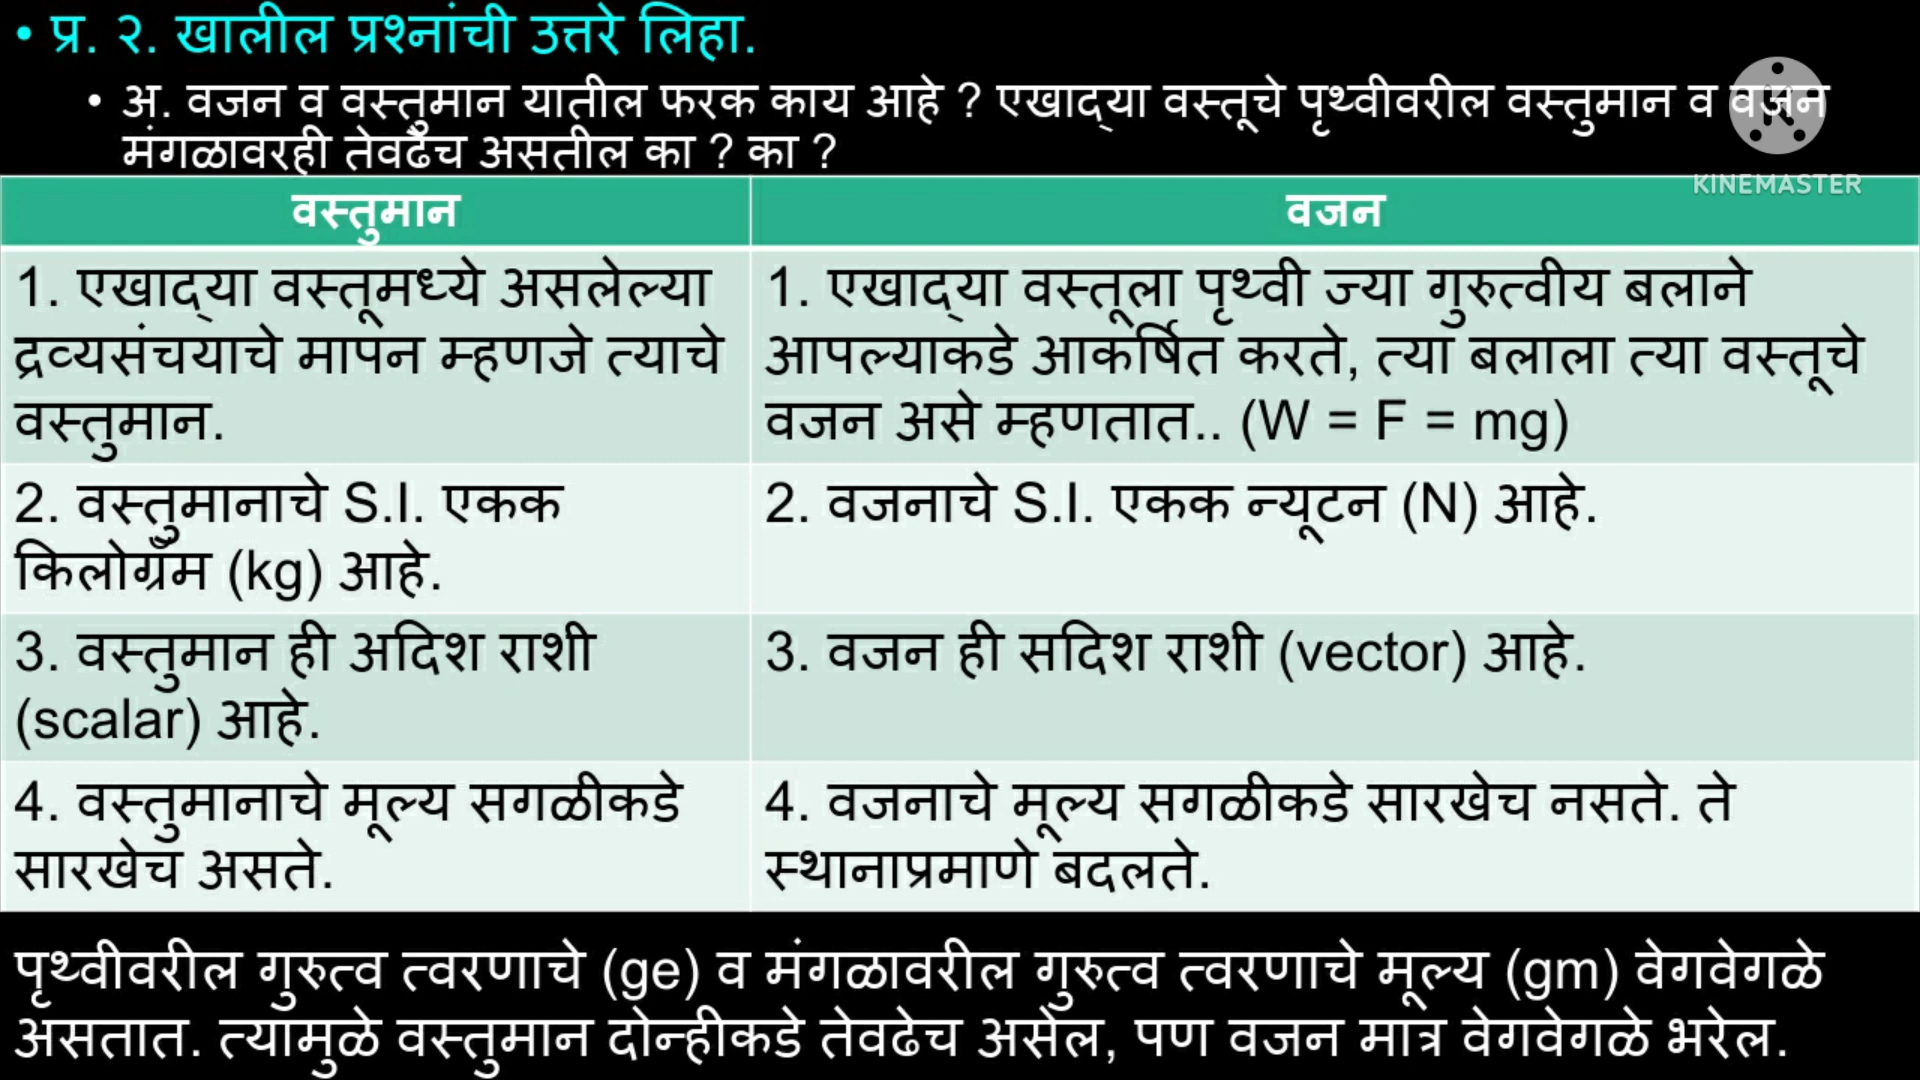 • प्र. २. खालील प्रश्नांची उत्तरे लिहा.
• अ. वजन व वस्तुमान यातील फरक काय आहे ? एखाद्या वस्तूचे पृथ्वीवरील वस्तुमान व वजन
मंगळावरही तेवढेच असतील का ? का ?
KINEMASTER
वस्तुमान
वजन
1. एखाद्या वस्तूमध्ये असलेल्या
द्रव्यसंचयाचे मापन म्हणजे त्याचे
वस्तुमान.
1. एखाद्या वस्तूला पृथ्वी ज्या गुरुत्वीय बलाने
आपल्याकडे आकर्षित करते, त्या बलाला त्या वस्तूचे
वजन असे म्हणतात.. (W = F = mg)
2. वस्तुमानाचे S.I. एकक
किलोग्रॅम (kg) आहे.
2. वजनाचे S.I. एकक न्यूटन (N) आहे.
3. वस्तुमान ही अदिश राशी
(scalar) आहे.
3. वजन ही सदिश राशी (vector) आहे.
4. वस्तुमानाचे मूल्य सगळीकडे
सारखेच असते.
4. वजनाचे मूल्य सगळीकडे सारखेच नसते. ते
स्थानाप्रमाणे बदलते.
पृथ्वीवरील गुरुत्व त्वरणाचे (ge) व मंगळावरील गुरुत्व त्वरणाचे मूल्य (gm) वेगवेगळे
असतात. त्यामुळे वस्तुमान दोन्हीकडे तेवढेच असेल, पण वजन मात्र वेगवेगळे भरेल.